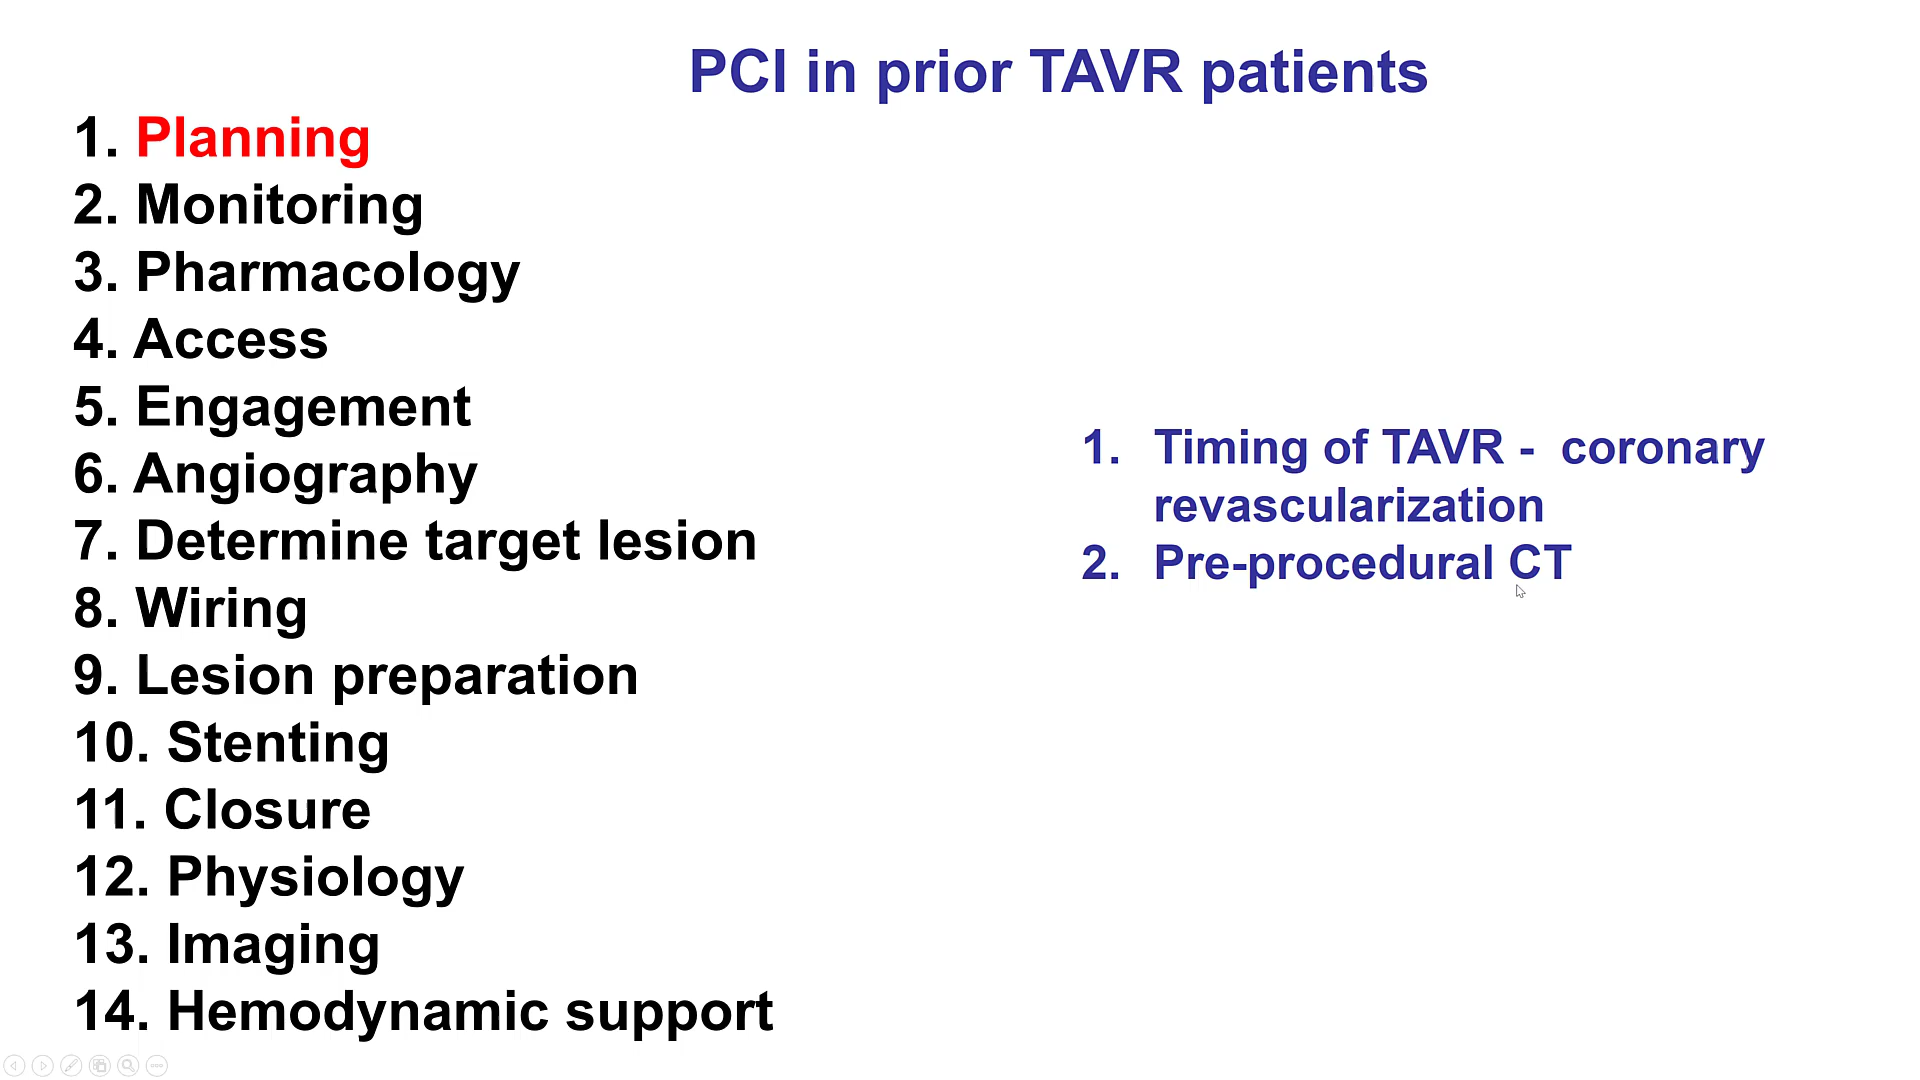 PCI in prior TAVR patients
1. Planning
2. Monitoring
3. Pharmacology
4. Access
5. Engagement
6. Angiography
7. Determine target lesion
8. Wiring
9. Lesion preparation
10. Stenting
11. Closure
12. Physiology
13. Imaging
14. Hemodynamic support
1. Timing of TAVR - coronary
revascularization
2. Pre-procedural CT